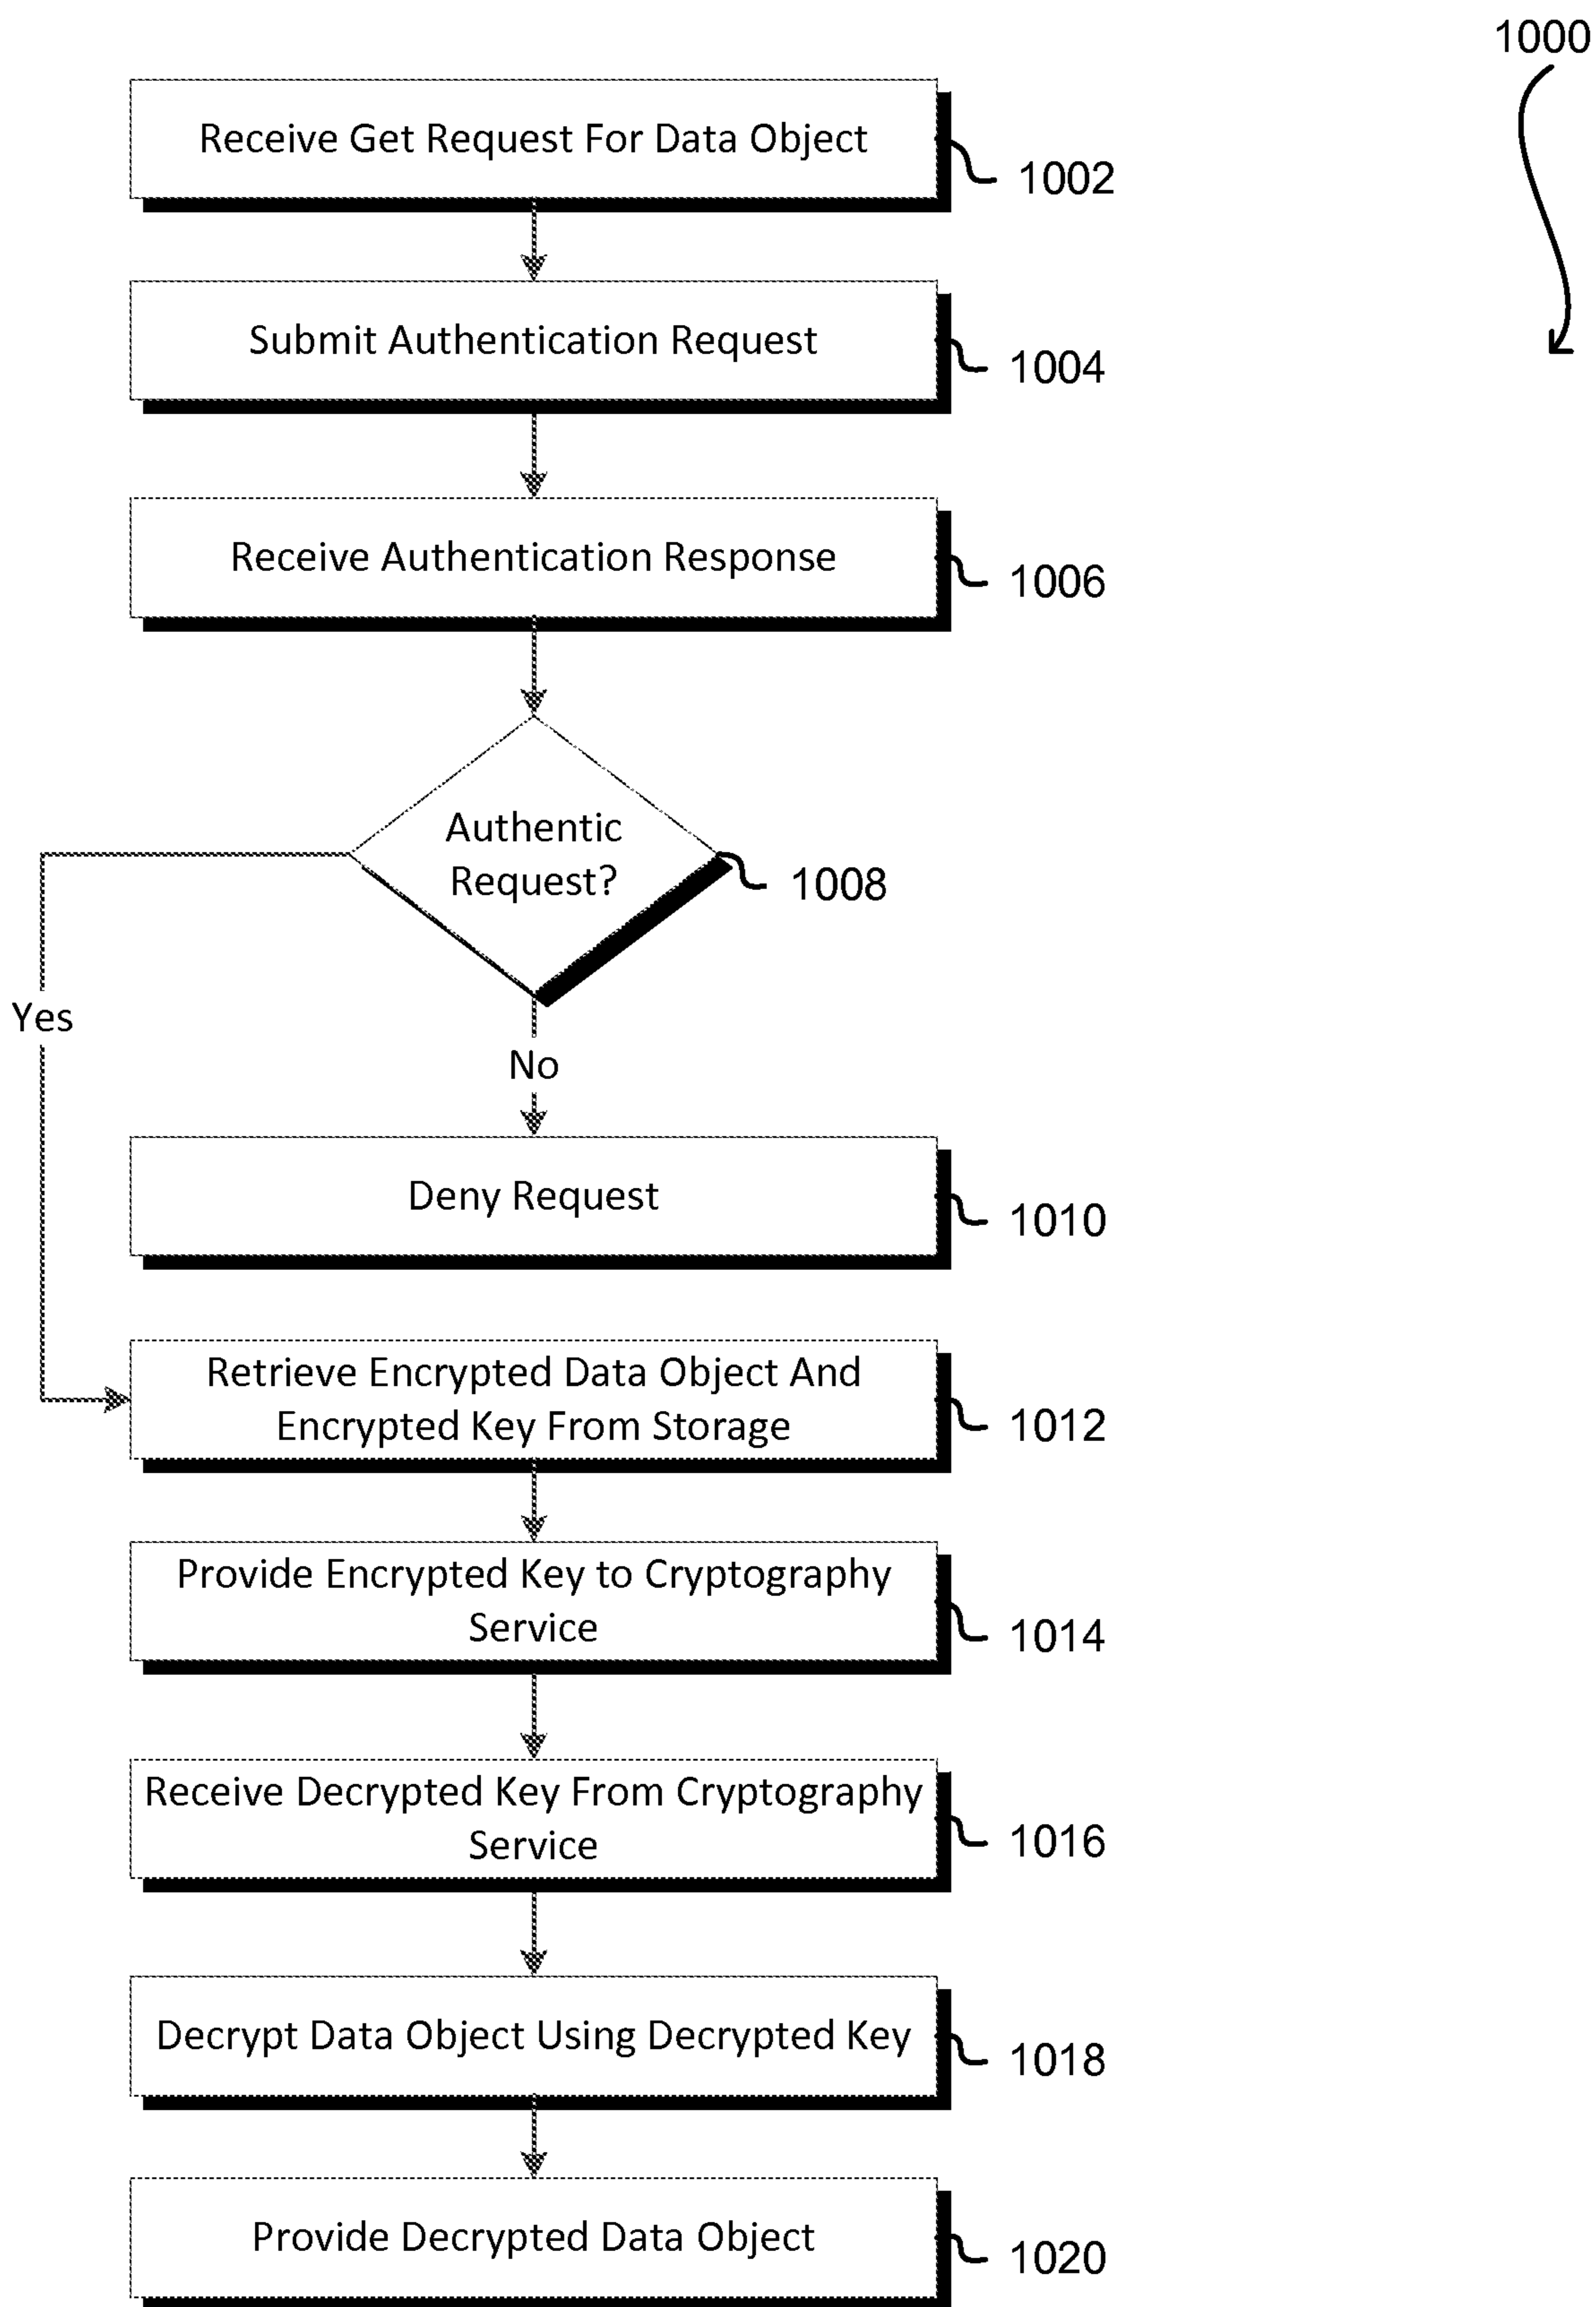 1000
Receive Get Request For Data Object
1002
Submit Authentication Request
1004
Receive Authentication Response
1006
Authentic
Request?
1008
Yes
No
Deny Request
1010
Retrieve Encrypted Data Object And
Encrypted Key From Storage
1012
Provide Encrypted Key to Cryptography
Service
1014
Receive Decrypted Key From Cryptography
Service
1016
Decrypt Data Object Using Decrypted Key
1018
Provide Decrypted Data Object
1020